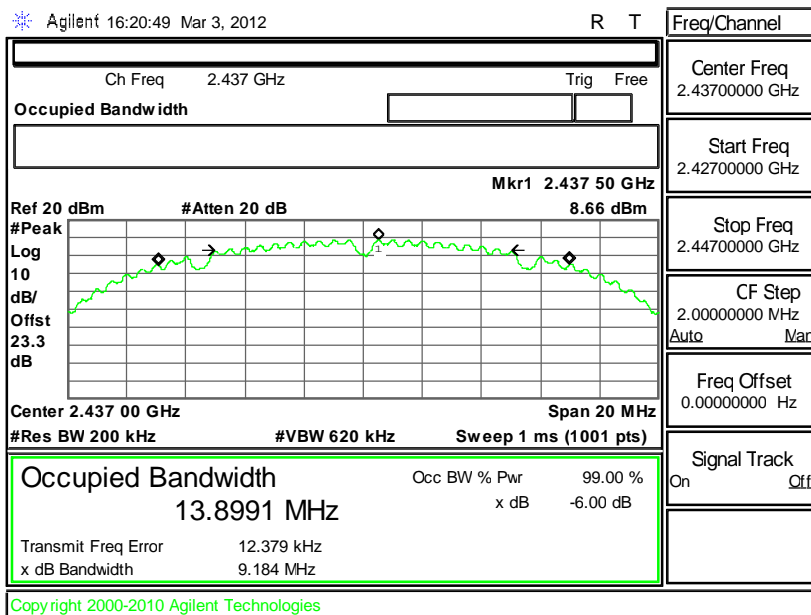 Agilent 16:20:49 Mar 3, 2012 R T
Ch Freq 2.437 GHz Trig Free
Occupied Bandwidth
Mkr1 2.437 50 GHz
Ref 20 dBm #Atten 20 dB 8.66 dBm
#Peak
Log
10
dB/
Offst
23.3
dB
1
Center 2.437 00 GHz Span 20 MHz
#Res BW 200 kHz #VBW 620 kHz Sweep 1 ms (1001 pts)
Occupied Bandwidth
13.8991 MHz
Occ BW % Pwr 99.00 %
x dB -6.00 dB
Transmit Freq Error 12.379 kHz
x dB Bandwidth 9.184 MHz
Copyright 2000-2010 Agilent Technologies
Freq/Channel
Center Freq
2.43700000 GHz
Start Freq
2.42700000 GHz
Stop Freq
2.44700000 GHz
CF Step
2.00000000 MHz
Auto Man
Freq Offset
0.00000000 Hz
Signal Track
On Off